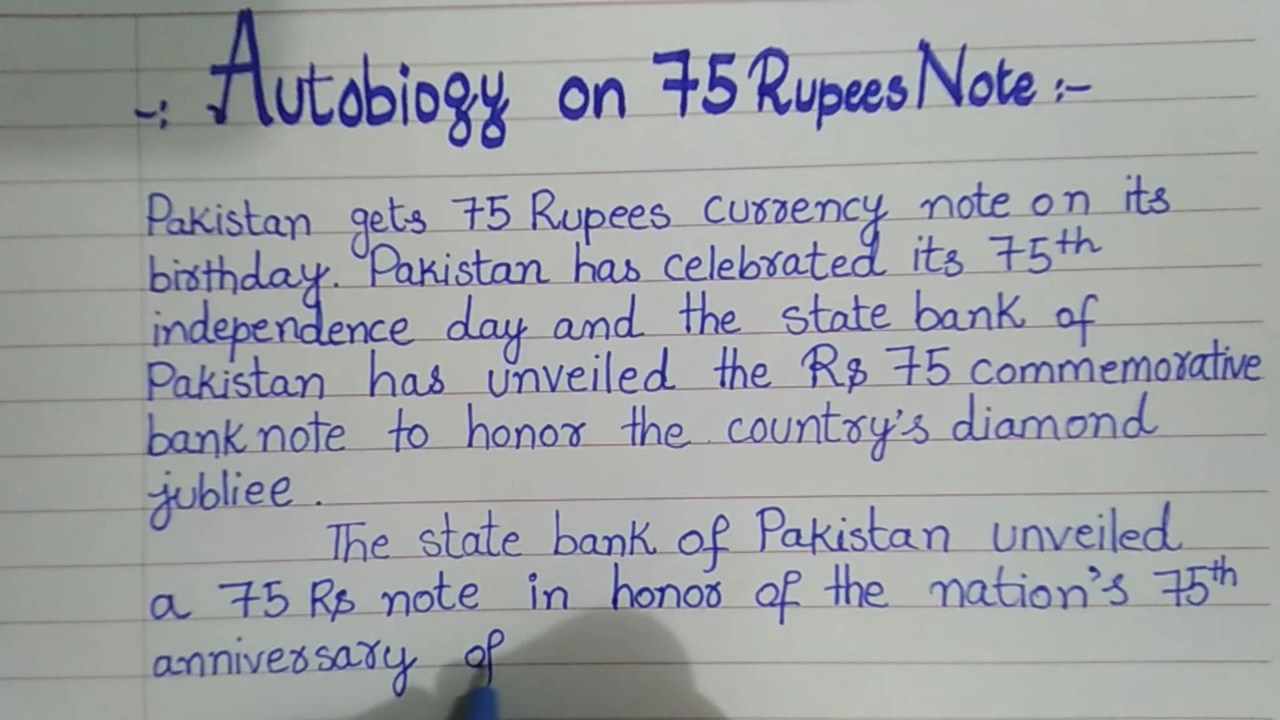 -: Autobiogy on 75 Rupees Note :-
Pakistan gets 75 Rupees currency note on its
birthday. Pakistan has celebrated its 75th
independence day and the state bank of
Pakistan has unveiled the Rs 75 commemorative
bank note to honor the country's diamond
jubliee.
The state bank of Pakistan unveiled
a 75 Rs note in honor of the nation's 75th
anniversary of